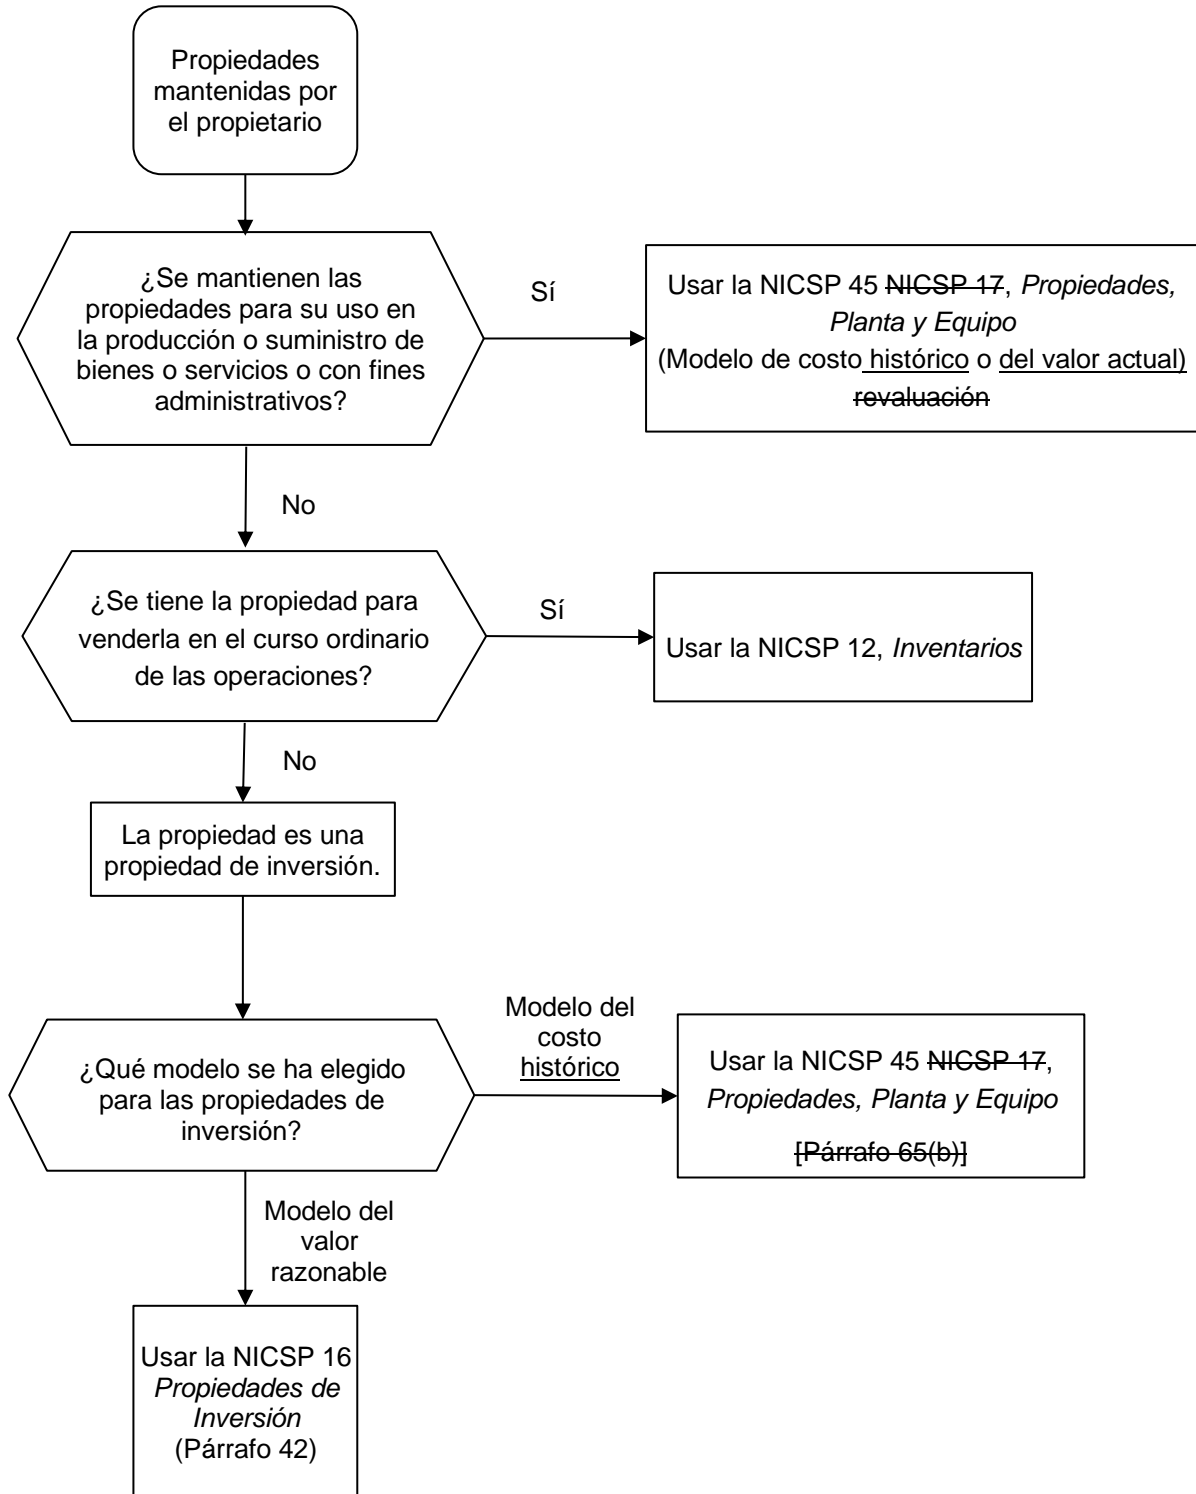 Propiedades
mantenidas por
el propietario
¿Se mantienen las
propiedades para su uso en
la producción o suministro de
bienes o servicios o con fines
administrativos?
Sí
Usar la NICSP 45 NICSP 17, Propiedades,
Planta y Equipo
(Modelo de costo histórico o del valor actual)
revaluación
No
¿Se tiene la propiedad para
venderla en el curso ordinario
de las operaciones?
Sí
Usar la NICSP 12, Inventarios
No
La propiedad es una
propiedad de inversión.
¿Qué modelo se ha elegido
para las propiedades de
inversión?
Modelo del
costo
histórico
Usar la NICSP 45 NICSP 17,
Propiedades, Planta y Equipo
[Párrafo 65(b)]
Modelo del
valor
razonable
Usar la NICSP 16
Propiedades de
Inversión
(Párrafo 42)